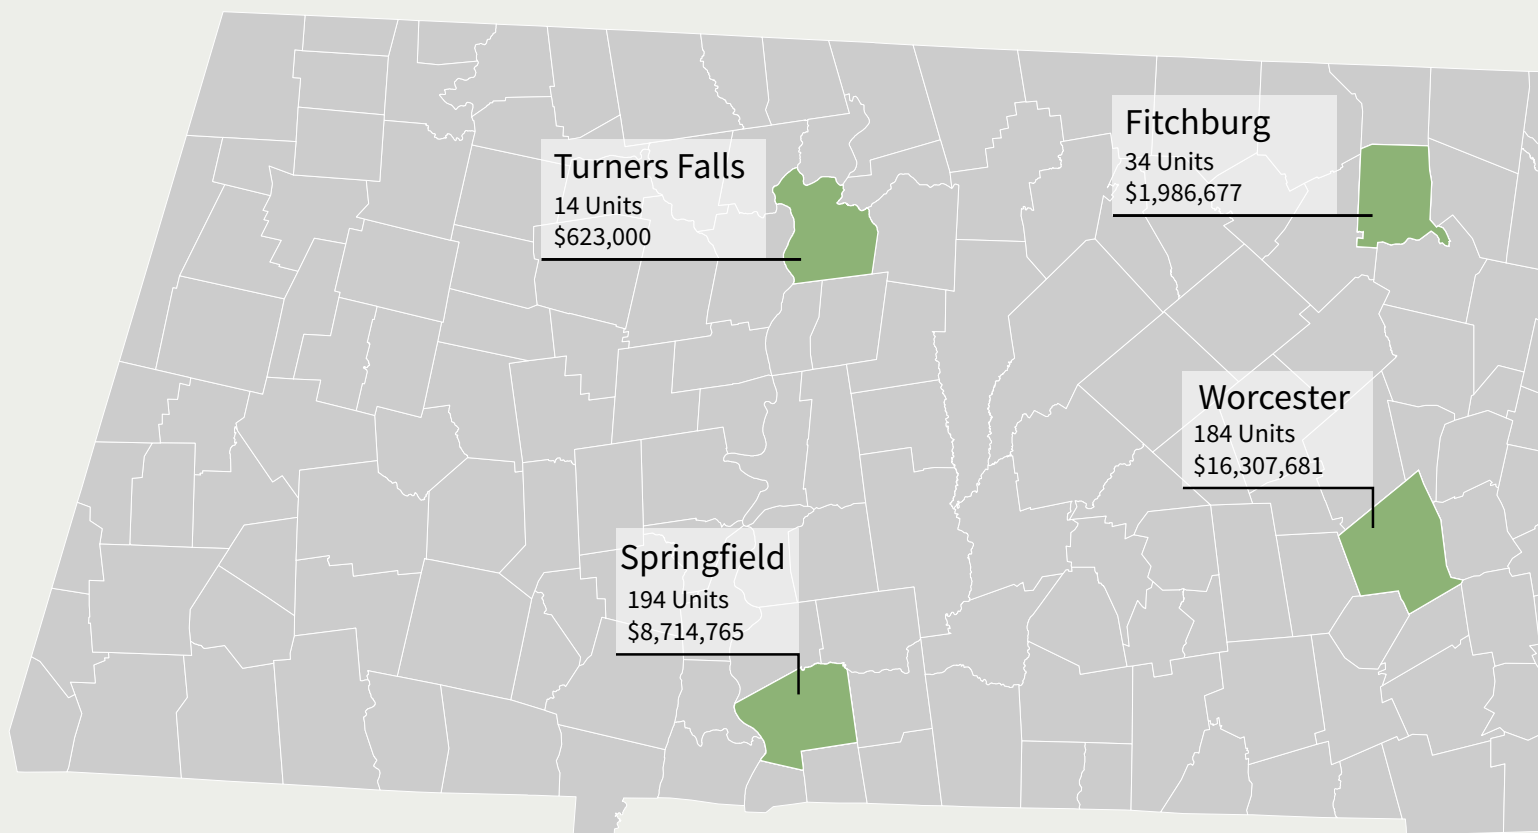 Fitchburg
34 Units
$1,986,677
Turners Falls
14 Units
$623,000
Worcester
184 Units
$16,307,681
Springfield
194 Units
$8,714,765